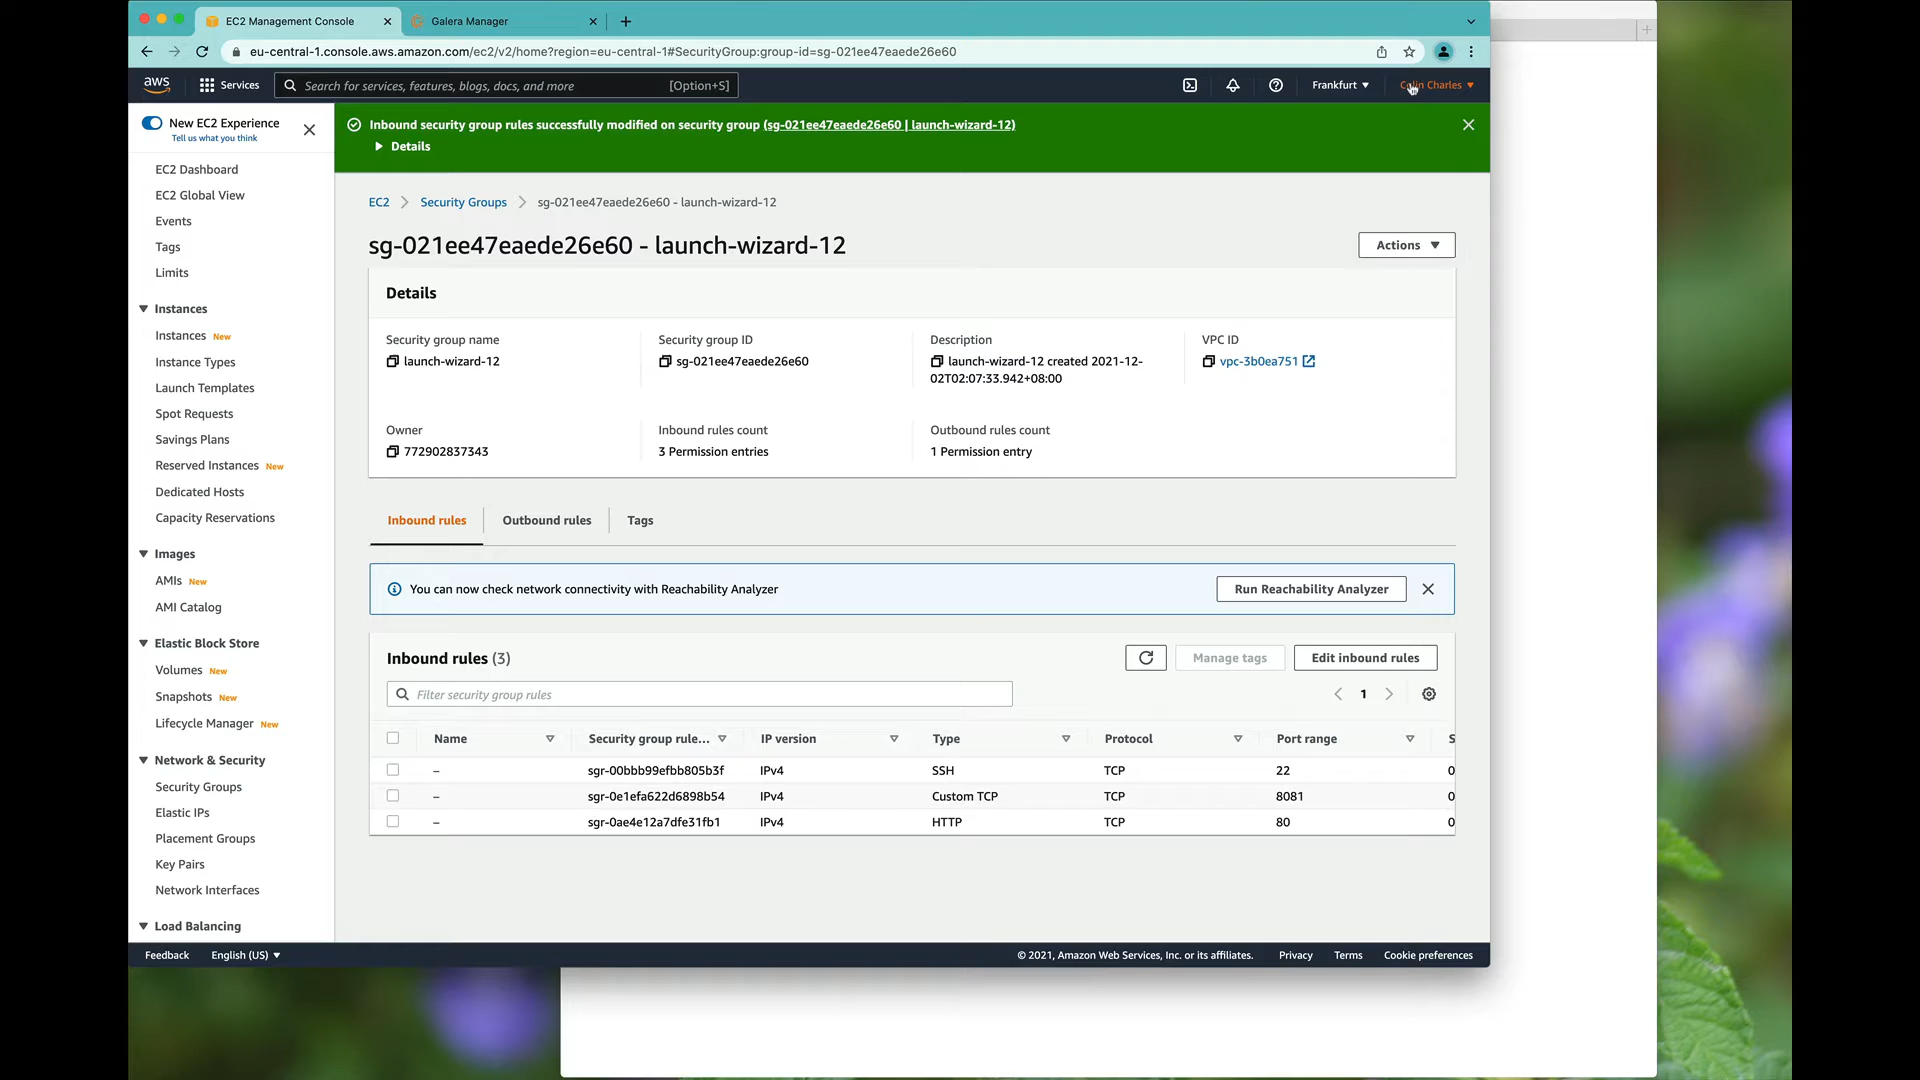 EC2 Management Console
Galera Manager
eu-central-1.console.aws.amazon.com/ec2/v2/home?region=eu-central-1#SecurityGroup:group-id=sg-021ee47eaede26e60
aws
Services
Search for services, features, blogs, docs, and more
[Option+S]
Frankfurt
Colin Charles
New EC2 Experience
Tell us what you think
EC2 Dashboard
EC2 Global View
Events
Tags
Limits
Instances
Instances New
Instance Types
Launch Templates
Spot Requests
Savings Plans
Reserved Instances New
Dedicated Hosts
Capacity Reservations
Images
AMIs New
AMI Catalog
Elastic Block Store
Volumes New
Snapshots New
Lifecycle Manager New
Network & Security
Security Groups
Elastic IPs
Placement Groups
Key Pairs
Network Interfaces
Load Balancing
Inbound security group rules successfully modified on security group (sg-021ee47eaede26e60 | launch-wizard-12)
Details
EC2 > Security Groups > sg-021ee47eaede26e60 - launch-wizard-12
sg-021ee47eaede26e60 - launch-wizard-12
Actions
Details
Security group name
launch-wizard-12
Security group ID
sg-021ee47eaede26e60
Description
launch-wizard-12 created 2021-12-
02T02:07:33.942+08:00
VPC ID
vpc-3b0ea751
Owner
772902837343
Inbound rules count
3 Permission entries
Outbound rules count
1 Permission entry
Inbound rules
Outbound rules
Tags
You can now check network connectivity with Reachability Analyzer
Run Reachability Analyzer
Inbound rules (3)
Manage tags
Edit inbound rules
Filter security group rules
1
Name Security group rule... IP version Type Protocol Port range S
– sgr-00bbb99efbb805b3f IPv4 SSH TCP 22 0
– sgr-0e1efa622d6898b54 IPv4 Custom TCP TCP 8081 0
– sgr-0ae4e12a7dfe31fb1 IPv4 HTTP TCP 80 0
Feedback
English (US)
© 2021, Amazon Web Services, Inc. or its affiliates.
Privacy
Terms
Cookie preferences